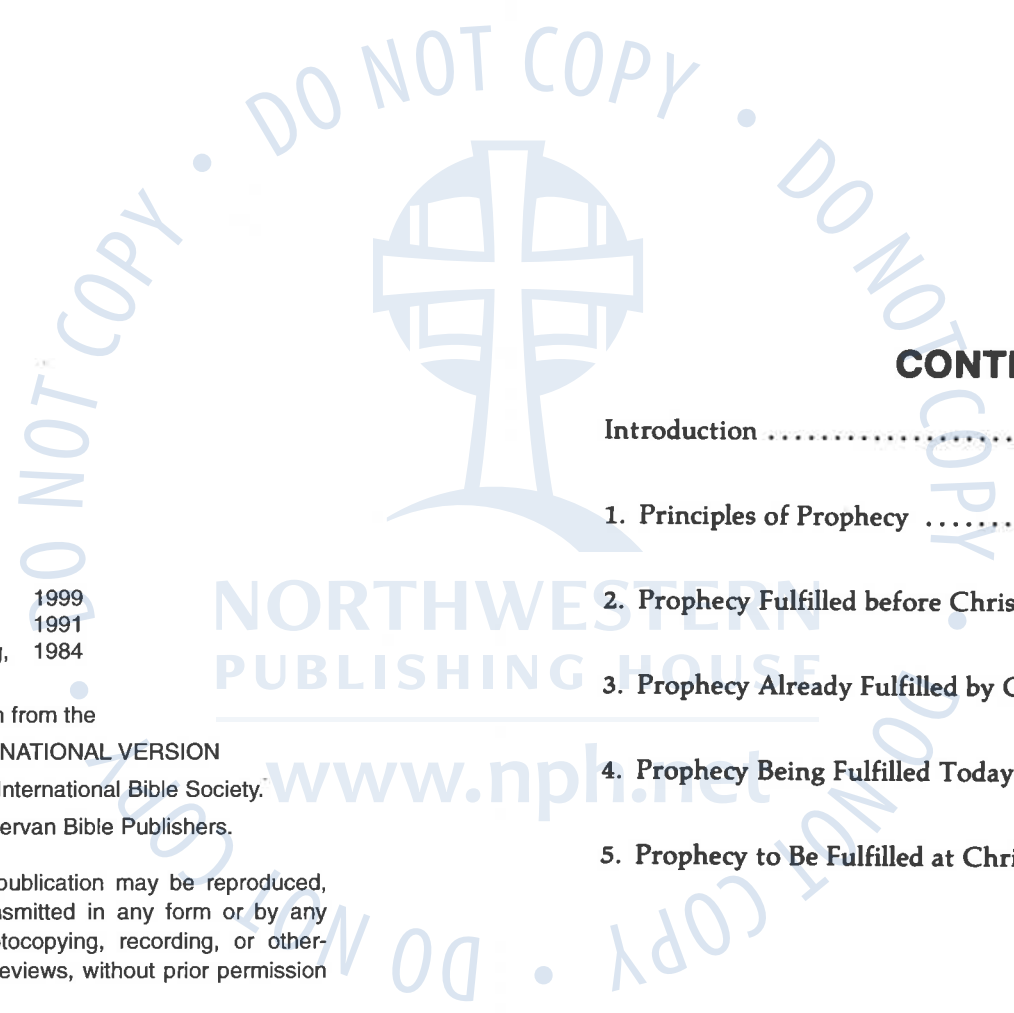 1999
1991
g, 1984
n from the
NATIONAL VERSION
International Bible Society.
ervan Bible Publishers.
publication may be reproduced,
nsmitted in any form or by any
tocopying, recording, or other-
eviews, without prior permission
CONT
Introduction ....................
1. Principles of Prophecy ........
2. Prophecy Fulfilled before Chris
3. Prophecy Already Fulfilled by C
4. Prophecy Being Fulfilled Today
5. Prophecy to Be Fulfilled at Chri
DO NOT COPY • DO NOT COPY • DO NOT COPY • DO NOT COPY • DO NOT COPY •
NORTHWESTERN
PUBLISHING HOUSE
www.nph.net